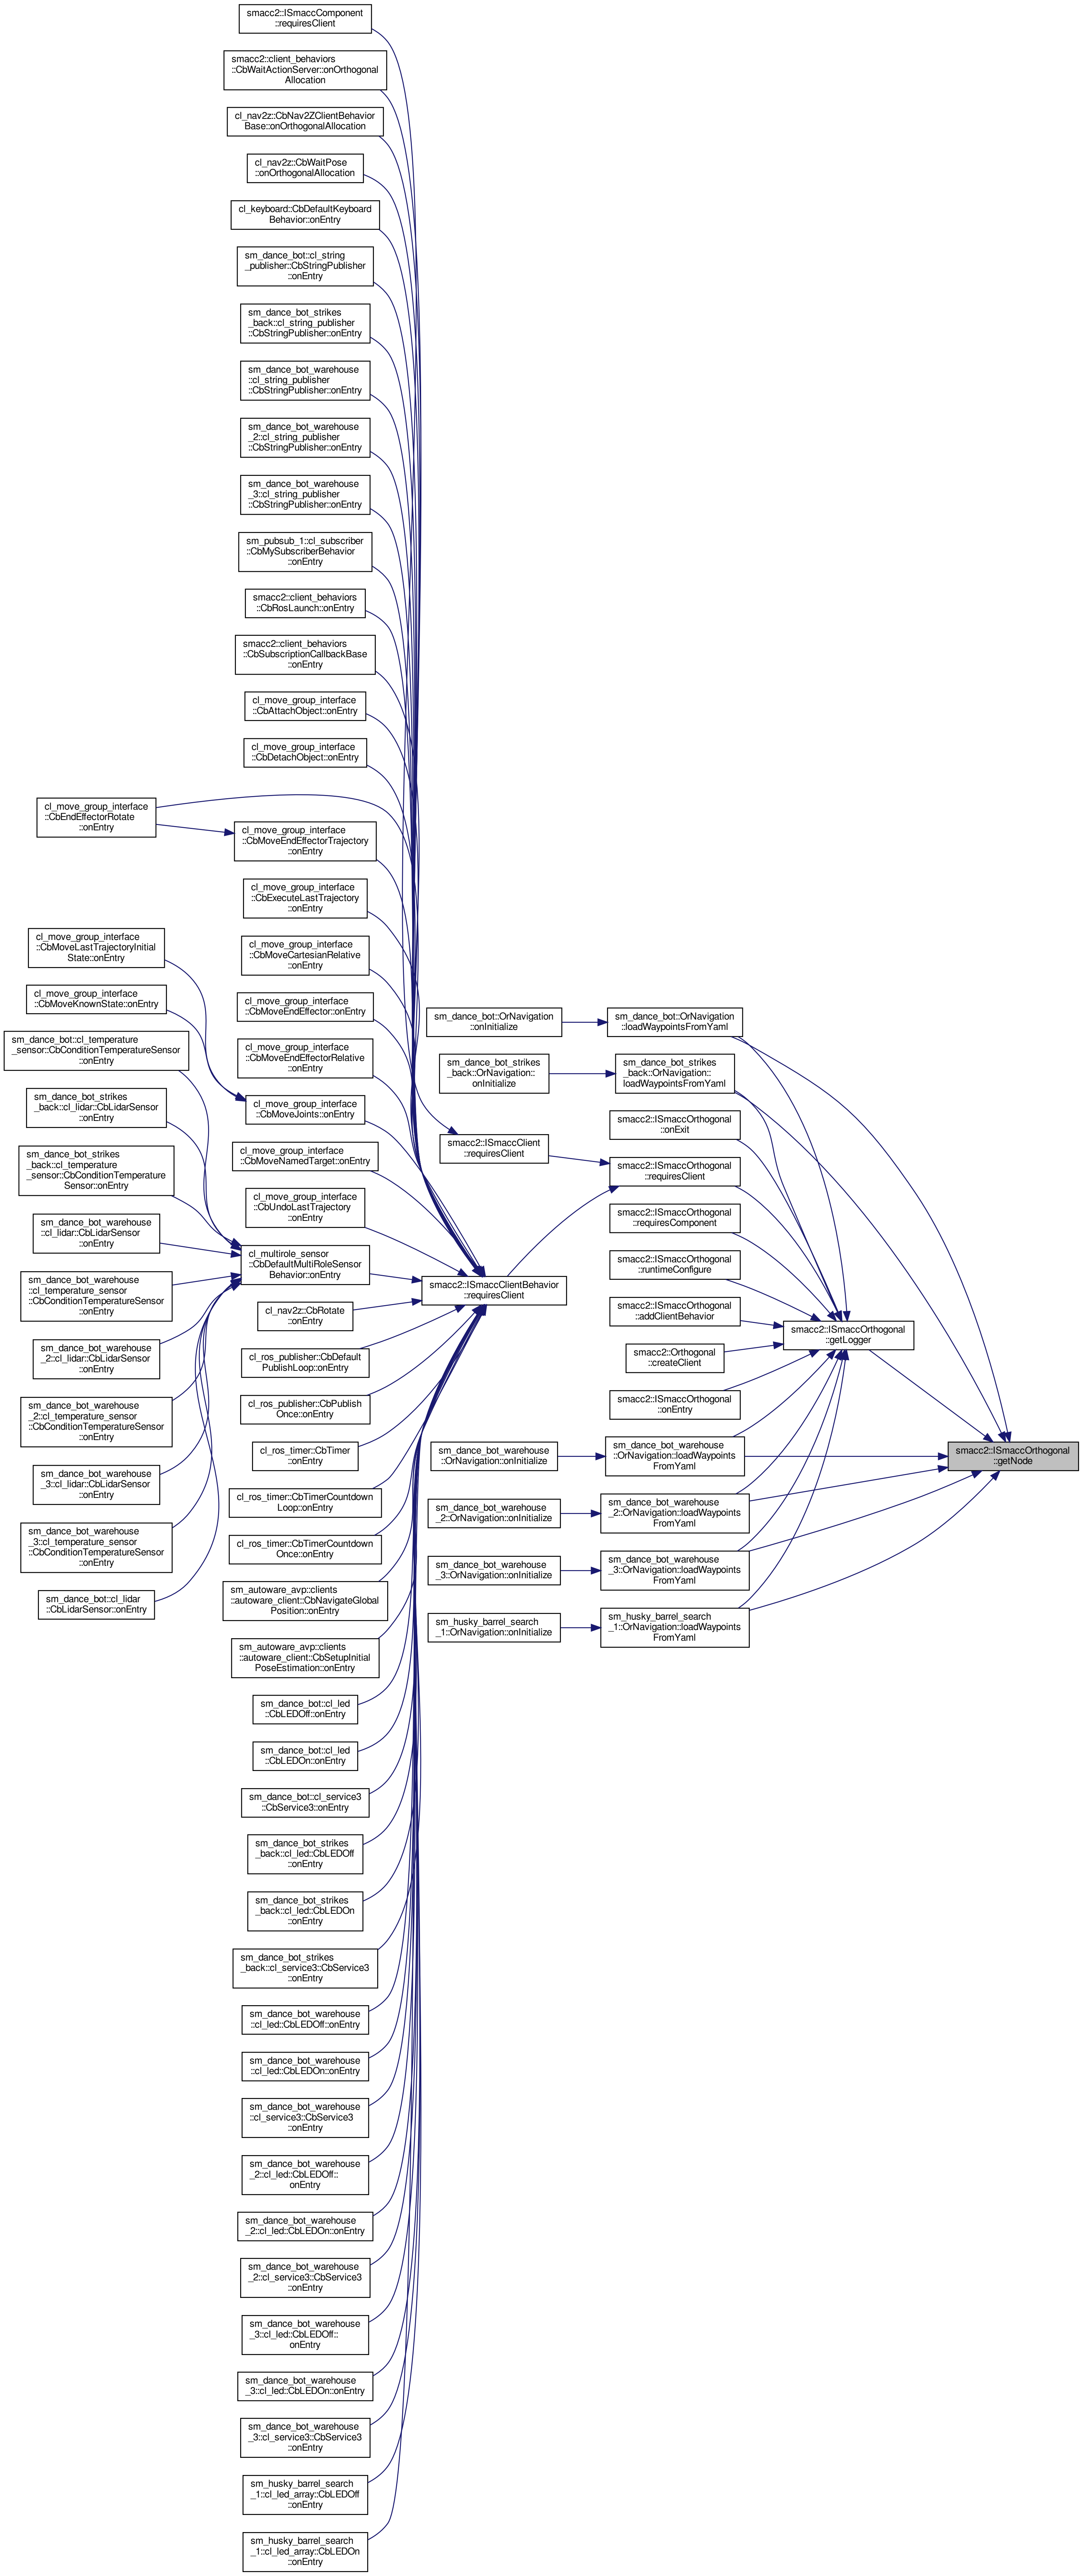 smacc2::ISmaccComponent
::requiresClient
smacc2::client_behaviors
::CbWaitActionServer::onOrthogonal
Allocation
cl_nav2z::CbNav2ZClientBehavior
Base::onOrthogonalAllocation
cl_nav2z::CbWaitPose
::onOrthogonalAllocation
cl_keyboard::CbDefaultKeyboard
Behavior::onEntry
sm_dance_bot::cl_string
_publisher::CbStringPublisher
::onEntry
sm_dance_bot_strikes
_back::cl_string_publisher
::CbStringPublisher::onEntry
sm_dance_bot_warehouse
::cl_string_publisher
::CbStringPublisher::onEntry
sm_dance_bot_warehouse
_2::cl_string_publisher
::CbStringPublisher::onEntry
sm_dance_bot_warehouse
_3::cl_string_publisher
::CbStringPublisher::onEntry
sm_pubsub_1::cl_subscriber
::CbMySubscriberBehavior
::onEntry
smacc2::client_behaviors
::CbRosLaunch::onEntry
smacc2::client_behaviors
::CbSubscriptionCallbackBase
::onEntry
cl_move_group_interface
::CbAttachObject::onEntry
cl_move_group_interface
::CbDetachObject::onEntry
cl_move_group_interface
::CbEndEffectorRotate
::onEntry
cl_move_group_interface
::CbMoveEndEffectorTrajectory
::onEntry
cl_move_group_interface
::CbExecuteLastTrajectory
::onEntry
cl_move_group_interface
::CbMoveCartesianRelative
::onEntry
cl_move_group_interface
::CbMoveEndEffector::onEntry
cl_move_group_interface
::CbMoveEndEffectorRelative
::onEntry
cl_move_group_interface
::CbMoveJoints::onEntry
cl_move_group_interface
::CbMoveNamedTarget::onEntry
cl_move_group_interface
::CbUndoLastTrajectory
::onEntry
cl_multirole_sensor
::CbDefaultMultiRoleSensor
Behavior::onEntry
cl_nav2z::CbRotate
::onEntry
cl_ros_publisher::CbDefault
PublishLoop::onEntry
cl_ros_publisher::CbPublish
Once::onEntry
cl_ros_timer::CbTimer
::onEntry
cl_ros_timer::CbTimerCountdown
Loop::onEntry
cl_ros_timer::CbTimerCountdown
Once::onEntry
sm_autoware_avp::clients
::autoware_client::CbNavigateGlobal
Position::onEntry
sm_autoware_avp::clients
::autoware_client::CbSetupInitial
PoseEstimation::onEntry
sm_dance_bot::cl_led
::CbLEDOff::onEntry
sm_dance_bot::cl_led
::CbLEDOn::onEntry
sm_dance_bot::cl_service3
::CbService3::onEntry
sm_dance_bot_strikes
_back::cl_led::CbLEDOff
::onEntry
sm_dance_bot_strikes
_back::cl_led::CbLEDOn
::onEntry
sm_dance_bot_strikes
_back::cl_service3::CbService3
::onEntry
sm_dance_bot_warehouse
::cl_led::CbLEDOff::onEntry
sm_dance_bot_warehouse
::cl_led::CbLEDOn::onEntry
sm_dance_bot_warehouse
::cl_service3::CbService3
::onEntry
sm_dance_bot_warehouse
_2::cl_led::CbLEDOff::
onEntry
sm_dance_bot_warehouse
_2::cl_led::CbLEDOn::onEntry
sm_dance_bot_warehouse
_2::cl_service3::CbService3
::onEntry
sm_dance_bot_warehouse
_3::cl_led::CbLEDOff::
onEntry
sm_dance_bot_warehouse
_3::cl_led::CbLEDOn::onEntry
sm_dance_bot_warehouse
_3::cl_service3::CbService3
::onEntry
sm_husky_barrel_search
_1::cl_led_array::CbLEDOff
::onEntry
sm_husky_barrel_search
_1::cl_led_array::CbLEDOn
::onEntry
cl_move_group_interface
::CbMoveLastTrajectoryInitial
State::onEntry
cl_move_group_interface
::CbMoveKnownState::onEntry
sm_dance_bot::cl_temperature
_sensor::CbConditionTemperatureSensor
::onEntry
sm_dance_bot_strikes
_back::cl_lidar::CbLidarSensor
::onEntry
sm_dance_bot_strikes
_back::cl_temperature
_sensor::CbConditionTemperature
Sensor::onEntry
sm_dance_bot_warehouse
::cl_lidar::CbLidarSensor
::onEntry
sm_dance_bot_warehouse
::cl_temperature_sensor
::CbConditionTemperatureSensor
::onEntry
sm_dance_bot_warehouse
_2::cl_lidar::CbLidarSensor
::onEntry
sm_dance_bot_warehouse
_2::cl_temperature_sensor
::CbConditionTemperatureSensor
::onEntry
sm_dance_bot_warehouse
_3::cl_lidar::CbLidarSensor
::onEntry
sm_dance_bot_warehouse
_3::cl_temperature_sensor
::CbConditionTemperatureSensor
::onEntry
sm_dance_bot::cl_lidar
::CbLidarSensor::onEntry
smacc2::ISmaccClientBehavior
::requiresClient
sm_dance_bot::OrNavigation
::onInitialize
sm_dance_bot_strikes
_back::OrNavigation::
onInitialize
smacc2::ISmaccClient
::requiresClient
sm_dance_bot_warehouse
::OrNavigation::onInitialize
sm_dance_bot_warehouse
_2::OrNavigation::onInitialize
sm_dance_bot_warehouse
_3::OrNavigation::onInitialize
sm_husky_barrel_search
_1::OrNavigation::onInitialize
sm_dance_bot::OrNavigation
::loadWaypointsFromYaml
sm_dance_bot_strikes
_back::OrNavigation::
loadWaypointsFromYaml
smacc2::ISmaccOrthogonal
::onExit
smacc2::ISmaccOrthogonal
::requiresClient
smacc2::ISmaccOrthogonal
::requiresComponent
smacc2::ISmaccOrthogonal
::runtimeConfigure
smacc2::ISmaccOrthogonal
::addClientBehavior
smacc2::Orthogonal
::createClient
smacc2::ISmaccOrthogonal
::onEntry
sm_dance_bot_warehouse
::OrNavigation::loadWaypoints
FromYaml
sm_dance_bot_warehouse
_2::OrNavigation::loadWaypoints
FromYaml
sm_dance_bot_warehouse
_3::OrNavigation::loadWaypoints
FromYaml
sm_husky_barrel_search
_1::OrNavigation::loadWaypoints
FromYaml
smacc2::ISmaccOrthogonal
::getLogger
smacc2::ISmaccOrthogonal
::getNode